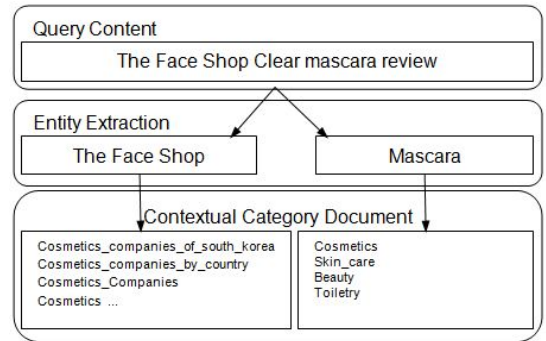 Query Content
The Face Shop Clear mascara review
Entity Extraction
The Face Shop
Mascara
Contextual Category Document
Cosmetics_companies_of_south_korea
Cosmetics_companies_by_country
Cosmetics_Companies
Cosmetics ...
Cosmetics
Skin_care
Beauty
Toiletry